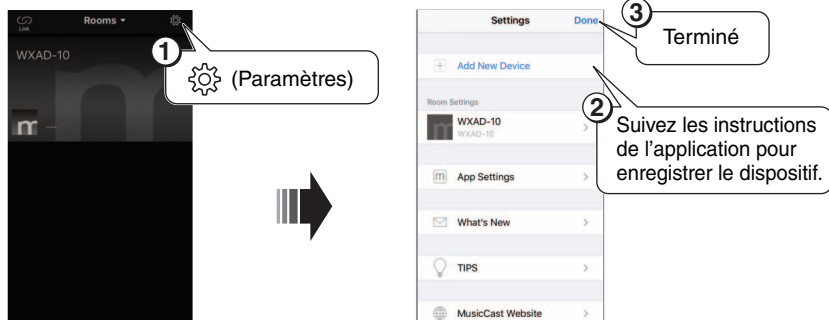 Link
Rooms
WXAD-10
m
---
1
(Paramètres)
Settings
Done
3
Terminé
Add New Device
2
Suivez les instructions
de l'application pour
enregistrer le dispositif.
Room Settings
m
WXAD-10
WXAD-10
m
App Settings
What's New
TIPS
MusicCast Website